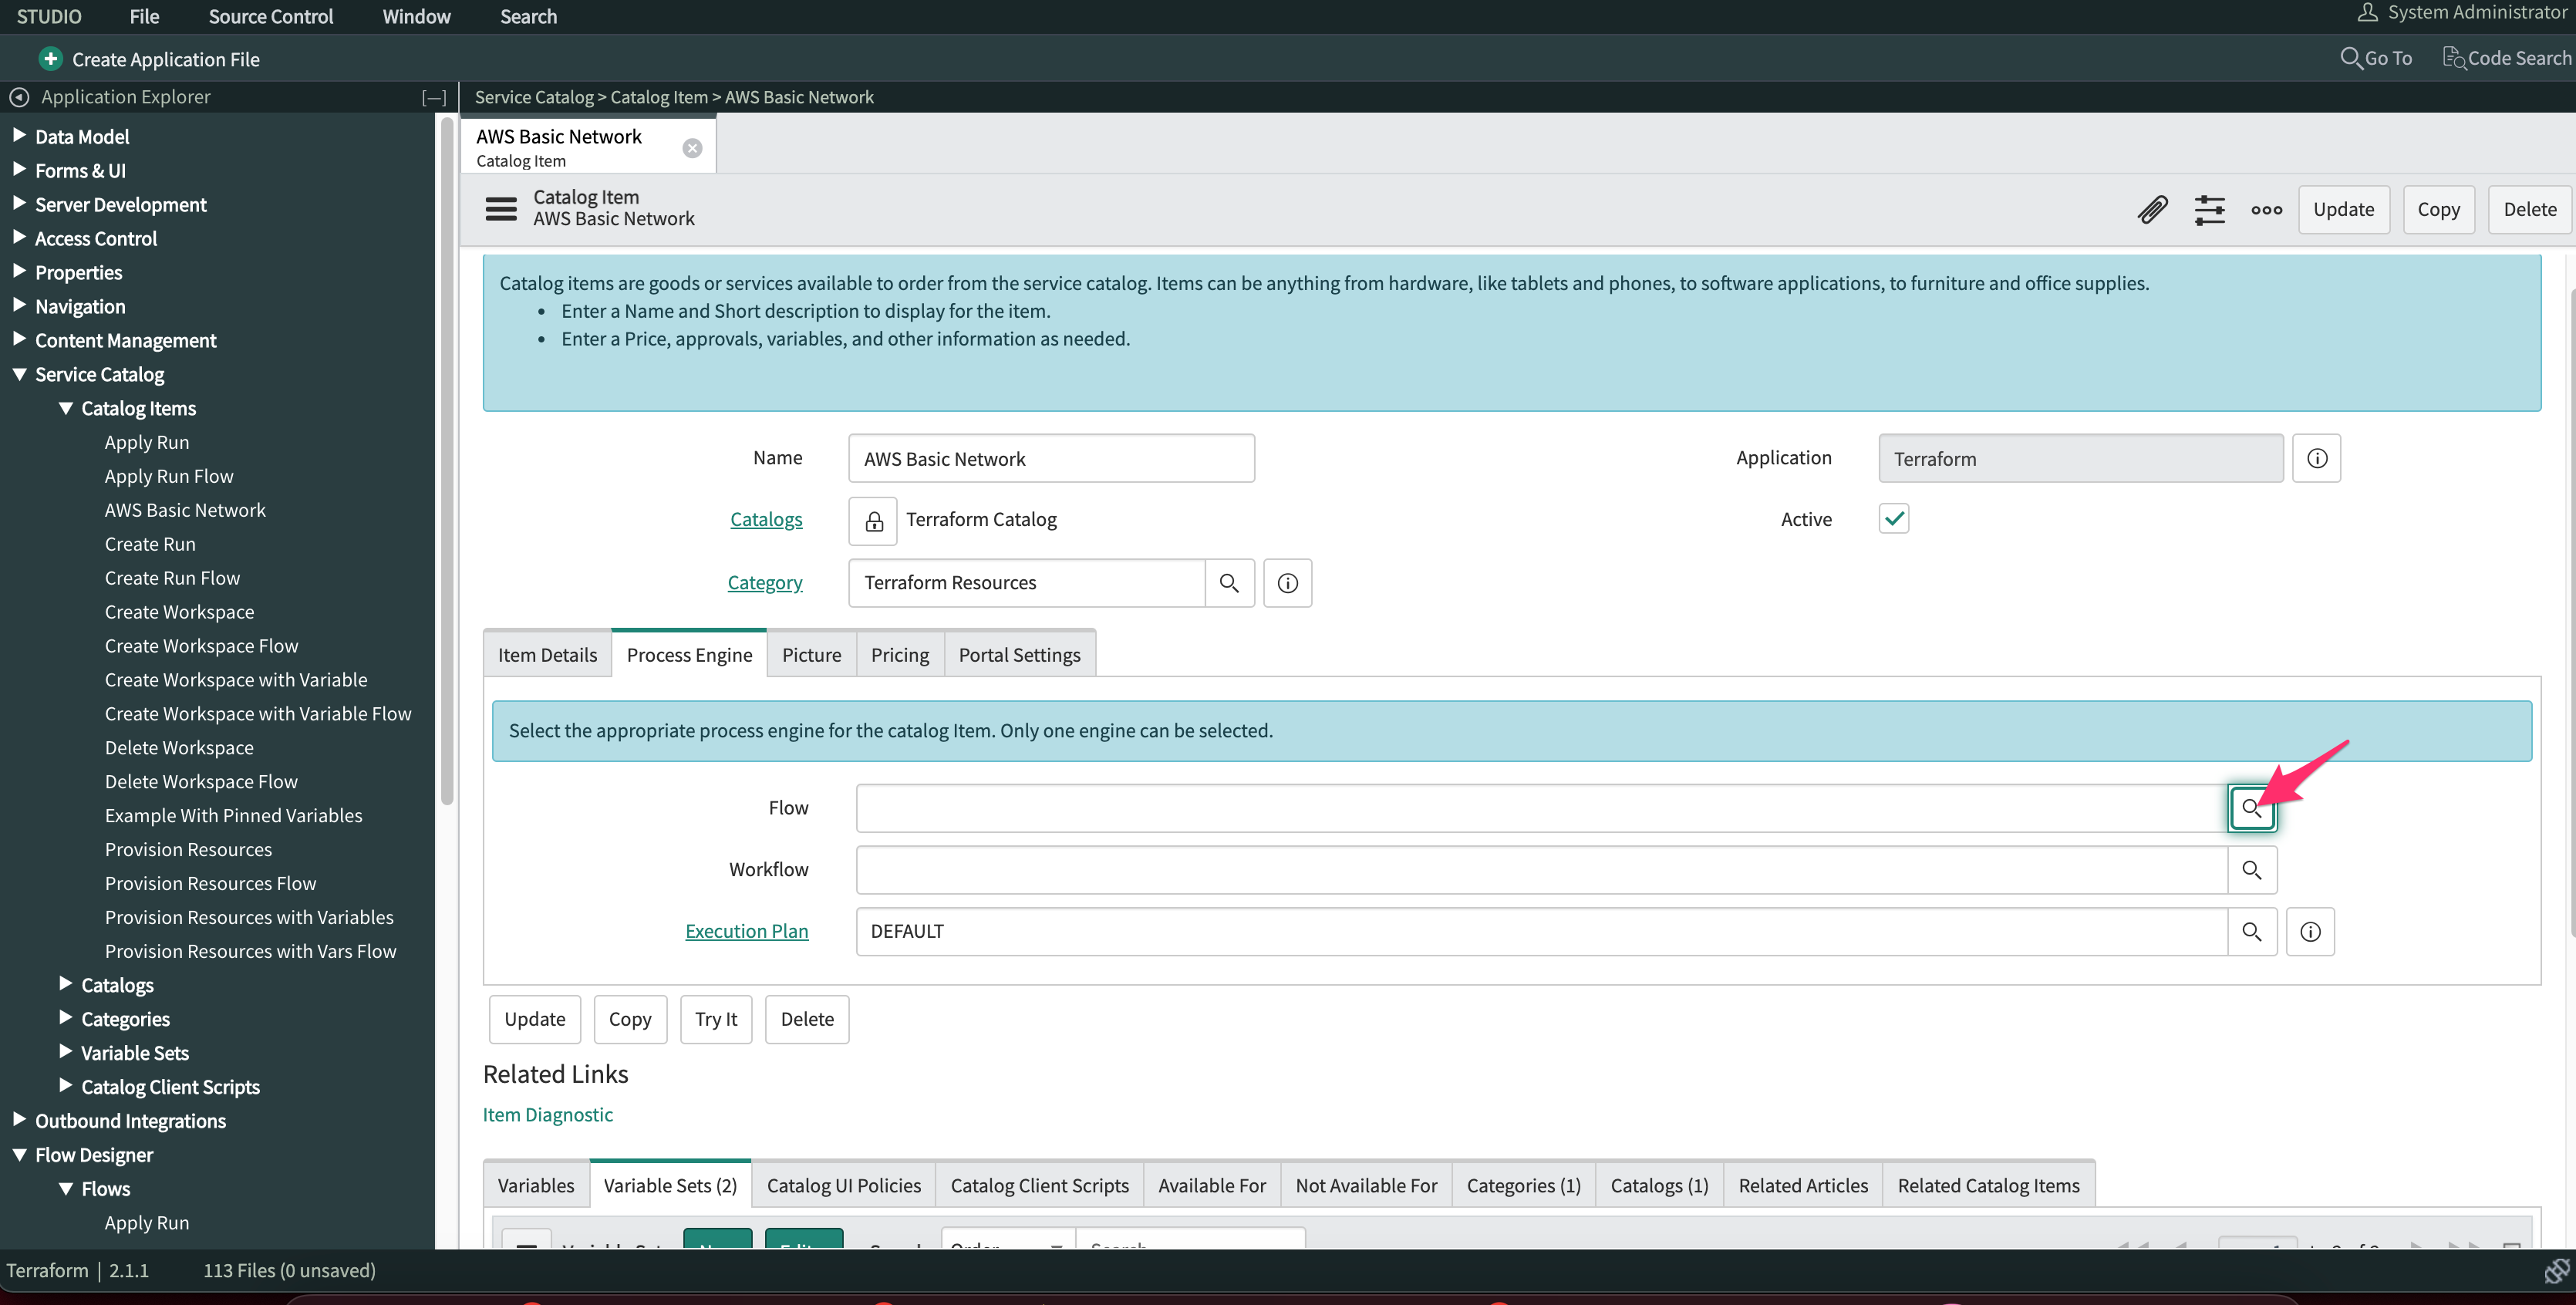 STUDIO File Source Control Window Search
System Administrator
Create Application File
Go To Code Search
Application Explorer [—]
Service Catalog > Catalog Item > AWS Basic Network
Data Model
Forms & UI
Server Development
Access Control
Properties
Navigation
Content Management
Service Catalog
Catalog Items
Apply Run
Apply Run Flow
AWS Basic Network
Create Run
Create Run Flow
Create Workspace
Create Workspace Flow
Create Workspace with Variable
Create Workspace with Variable Flow
Delete Workspace
Delete Workspace Flow
Example With Pinned Variables
Provision Resources
Provision Resources Flow
Provision Resources with Variables
Provision Resources with Vars Flow
Catalogs
Categories
Variable Sets
Catalog Client Scripts
Outbound Integrations
Flow Designer
Flows
Apply Run
AWS Basic Network
Catalog Item
Catalog Item
AWS Basic Network
Update Copy Delete
Catalog items are goods or services available to order from the service catalog. Items can be anything from hardware, like tablets and phones, to software applications, to furniture and office supplies.
• Enter a Name and Short description to display for the item.
• Enter a Price, approvals, variables, and other information as needed.
Name AWS Basic Network
Application Terraform
Catalogs Terraform Catalog
Active
Category Terraform Resources
Item Details Process Engine Picture Pricing Portal Settings
Select the appropriate process engine for the catalog Item. Only one engine can be selected.
Flow
Workflow
Execution Plan DEFAULT
Update Copy Try It Delete
Related Links
Item Diagnostic
Variables Variable Sets (2) Catalog UI Policies Catalog Client Scripts Available For Not Available For Categories (1) Catalogs (1) Related Articles Related Catalog Items
Terraform | 2.1.1 113 Files (0 unsaved)